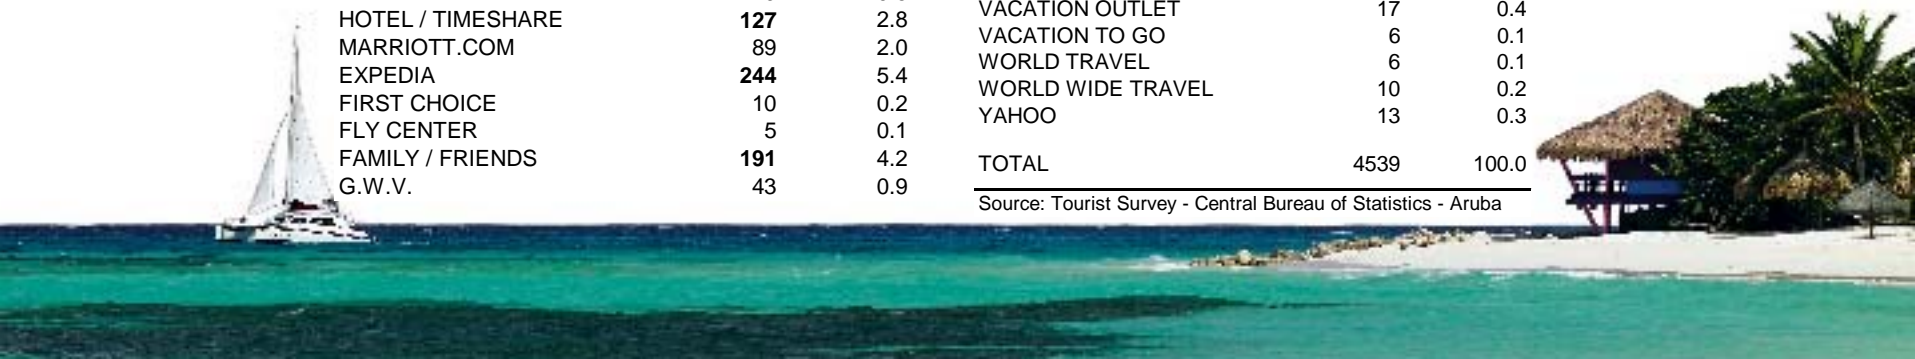 HOTEL / TIMESHARE 127 2.8
MARRIOTT.COM 89 2.0
EXPEDIA 244 5.4
FIRST CHOICE 10 0.2
FLY CENTER 5 0.1
FAMILY / FRIENDS 191 4.2
G.W.V. 43 0.9
VACATION OUTLET 17 0.4
VACATION TO GO 6 0.1
WORLD TRAVEL 6 0.1
WORLD WIDE TRAVEL 10 0.2
YAHOO 13 0.3
TOTAL 4539 100.0
Source: Tourist Survey - Central Bureau of Statistics - Aruba